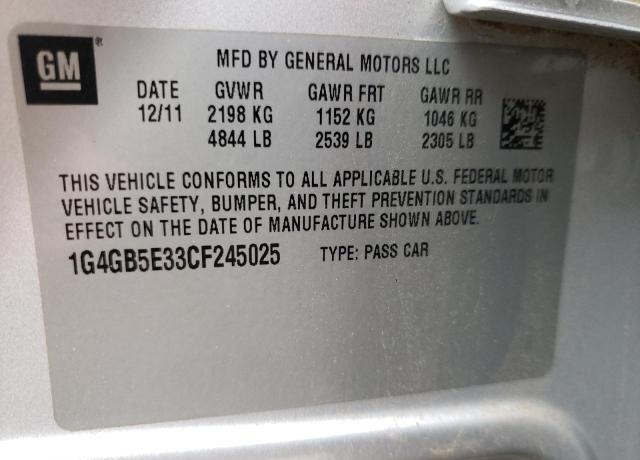 GM®
MFD BY GENERAL MOTORS LLC
DATE GVWR GAWR FRT GAWR RR
12/11 2198 KG 1152 KG 1046 KG
4844 LB 2539 LB 2305 LB
THIS VEHICLE CONFORMS TO ALL APPLICABLE U.S. FEDERAL MOTOR
VEHICLE SAFETY, BUMPER, AND THEFT PREVENTION STANDARDS IN
EFFECT ON THE DATE OF MANUFACTURE SHOWN ABOVE.
1G4GB5E33CF245025 TYPE: PASS CAR